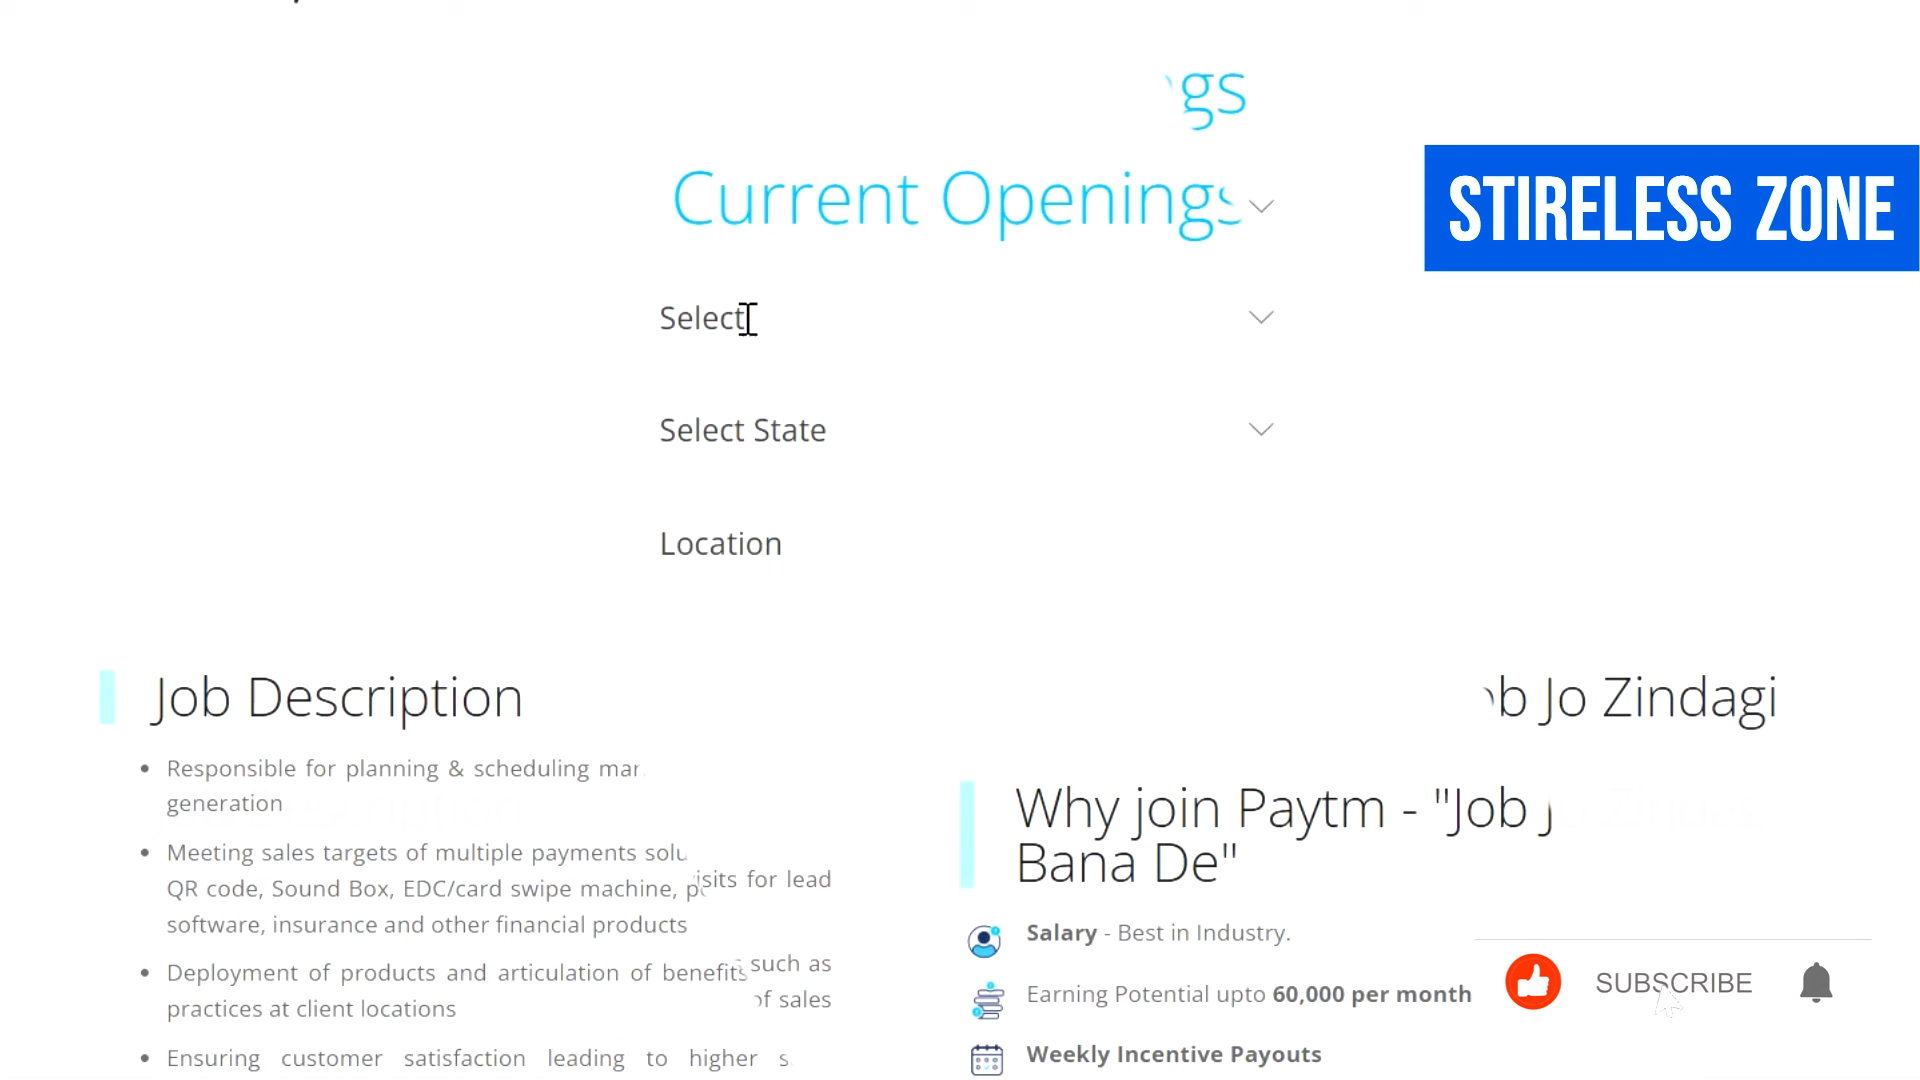 Current Openings
STIRELESS ZONE
Select
Select State
Location
Job Description
Responsible for planning & scheduling
generation
Meeting sales targets of multiple payments
QR code, Sound Box, EDC/card swipe machine,
visits for lead
software, insurance and other financial products
Deployment of products and articulation of benefits
such as
of sales
practices at client locations
Ensuring customer satisfaction leading to higher
Jo Zindagi
Why join Paytm - "Job
Bana De"
Salary - Best in Industry.
Earning Potential upto 60,000 per month
Weekly Incentive Payouts
SUBSCRIBE